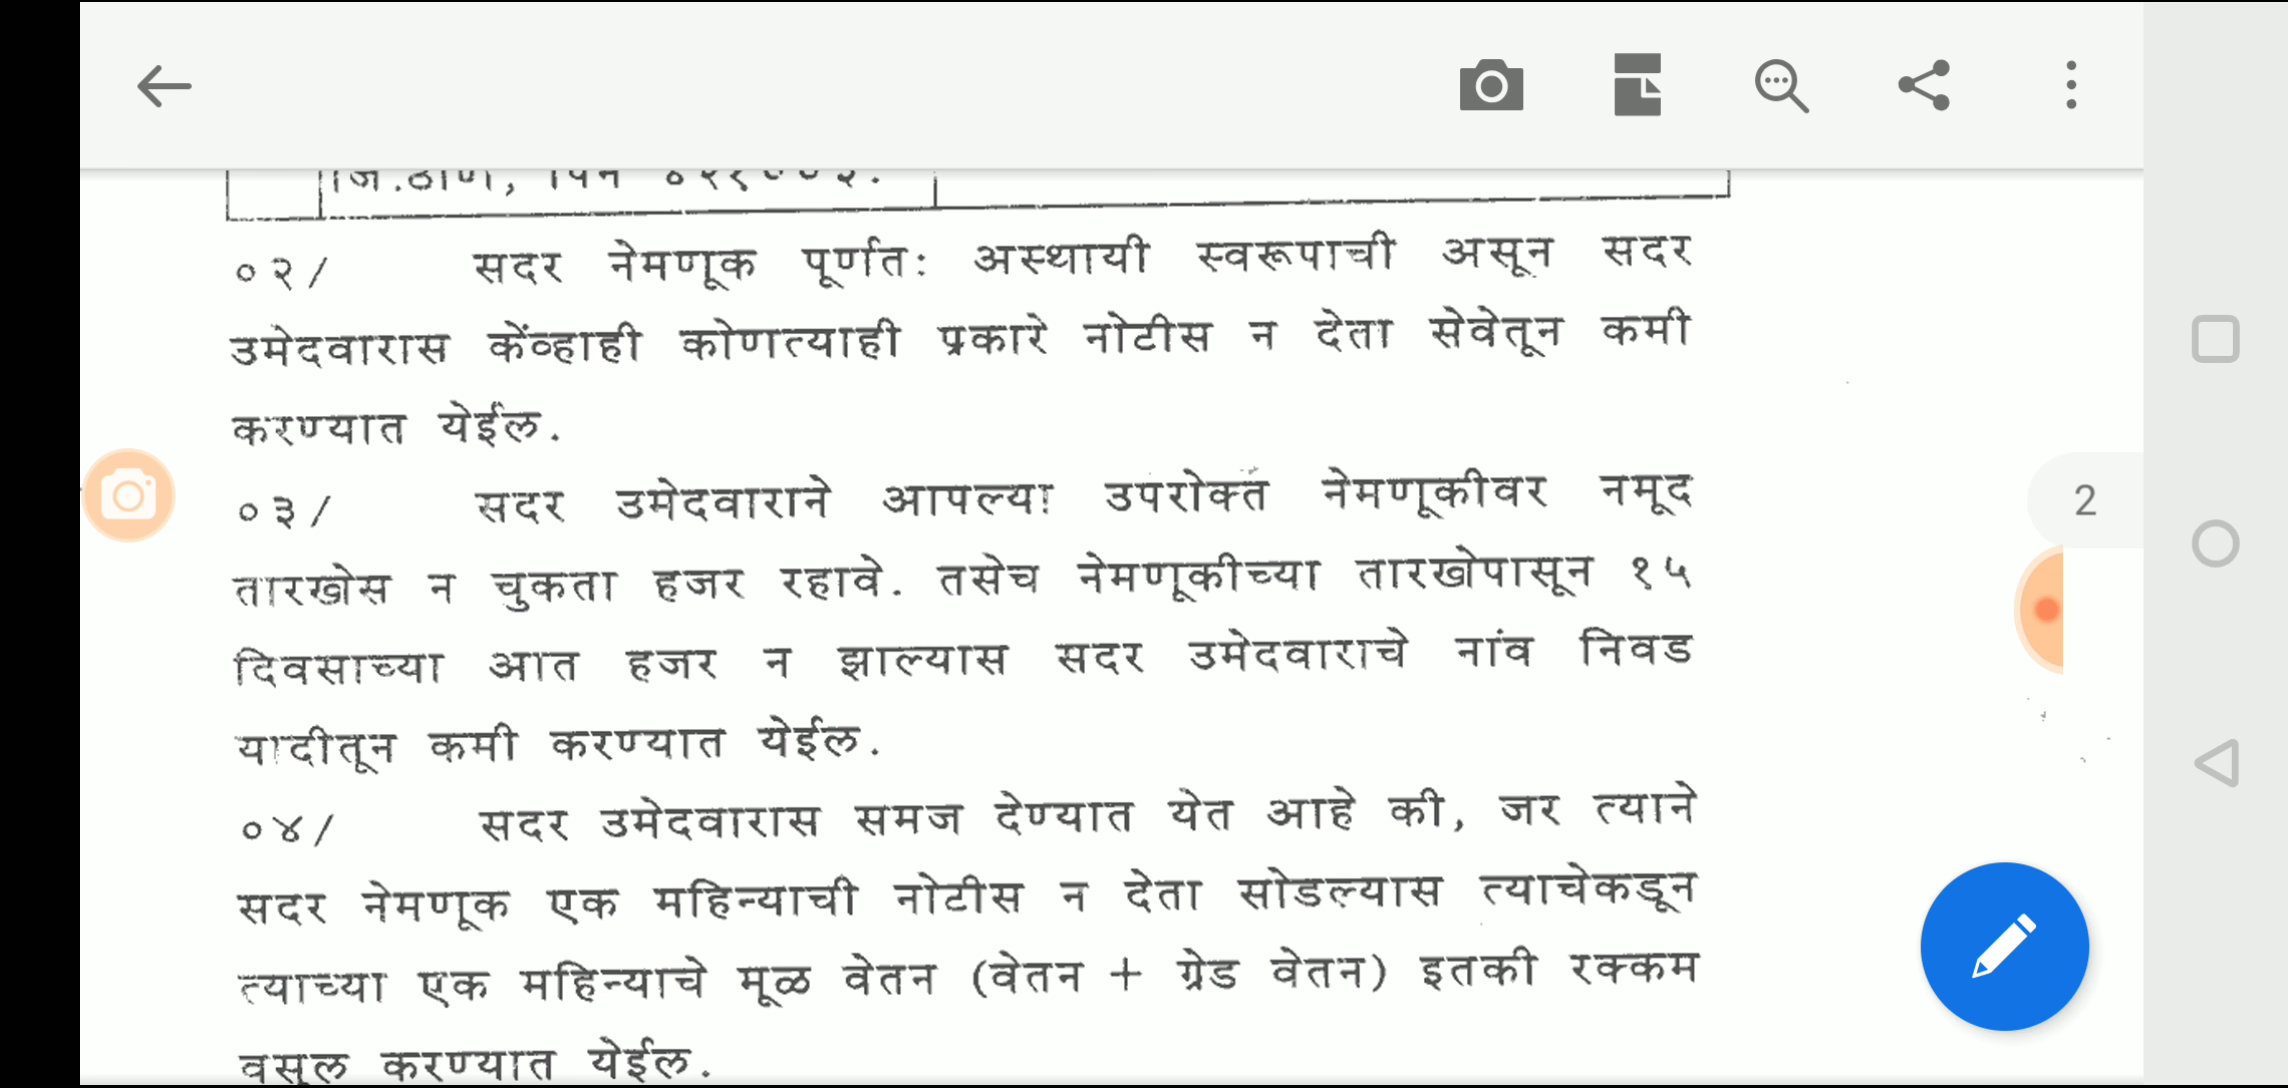 जि.ठाणे, पिन
०२/ सदर नेमणूक पूर्णत: अस्थायी स्वरूपाची असून सदर
उमेदवारास केंव्हाही कोणत्याही प्रकारे नोटीस न देता सेवेतून कमी
करण्यात येईल.
०३/ सदर उमेदवाराने आपल्या उपरोक्त नेमणूकीवर नमूद
2
तारखेस न चुकता हजर रहावे. तसेच नेमणूकीच्या तारखेपासून १५
दिवसाच्या आत हजर न झाल्यास सदर उमेदवाराचे नांव निवड
यादीतून कमी करण्यात येईल.
०४/ सदर उमेदवारास समज देण्यात येत आहे की, जर त्याने
सदर नेमणूक एक महिन्याची नोटीस न देता सोडल्यास त्याचेकडून
त्याच्या एक महिन्याचे मूळ वेतन (वेतन + ग्रेड वेतन) इतकी रक्कम
वसूल करण्यात येईल.